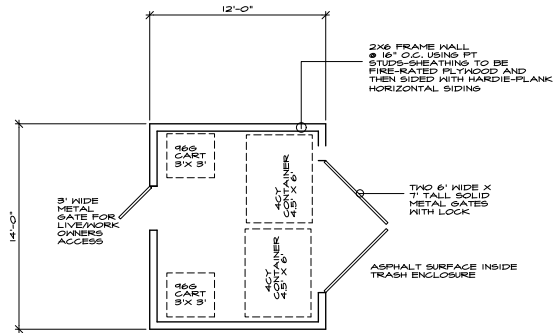 12'-0"
2X6 FRAME WALL
@ 16" O.C. USING PT
STUDS-SHEATHING TO BE
FIRE-RATED PLYWOOD AND
THEN SIDED WITH HARDIE-PLANK
HORIZONTAL SIDING
96G
CART
3'X 3'
4CY
CONTAINER
4.5' X 6'
14'-0"
3' WIDE
METAL
GATE FOR
LIVE/WORK
OWNERS
ACCESS
TWO 6' WIDE X
7' TALL SOLID
METAL GATES
WITH LOCK
4CY
CONTAINER
4.5' X 6'
ASPHALT SURFACE INSIDE
TRASH ENCLOSURE
96G
CART
3'X 3'